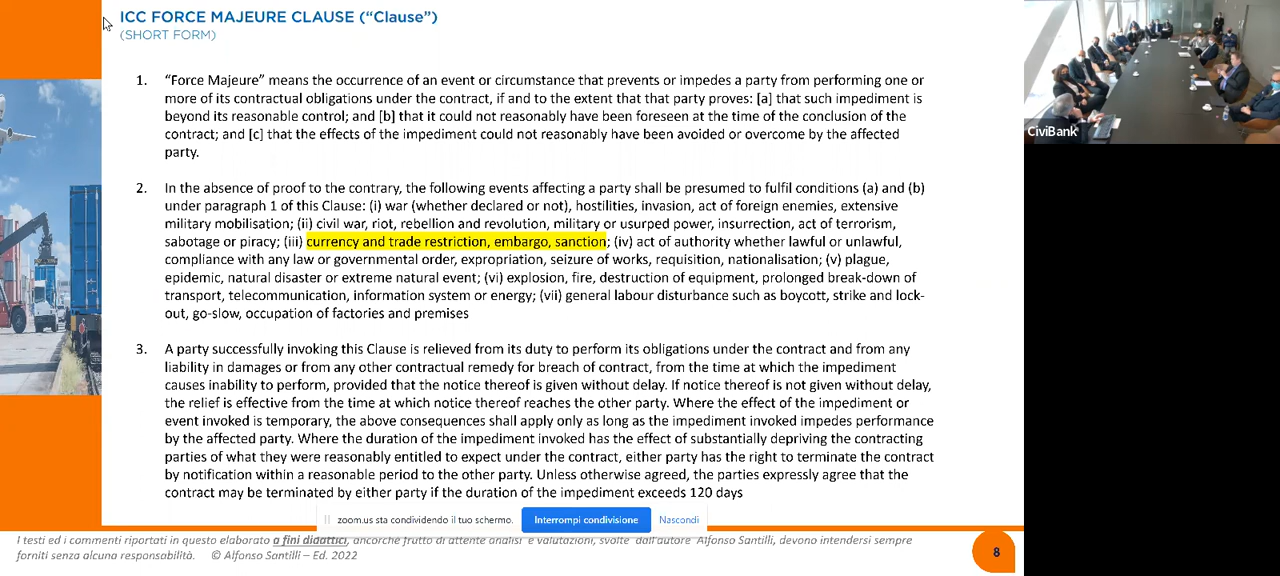 ICC FORCE MAJEURE CLAUSE (“Clause”)
(SHORT FORM)
1. “Force Majeure” means the occurrence of an event or circumstance that prevents or impedes a party from performing one or
more of its contractual obligations under the contract, if and to the extent that that party proves: [a] that such impediment is
beyond its reasonable control; and [b] that it could not reasonably have been foreseen at the time of the conclusion of the
contract; and [c] that the effects of the impediment could not reasonably have been avoided or overcome by the affected
party.
2. In the absence of proof to the contrary, the following events affecting a party shall be presumed to fulfil conditions (a) and (b)
under paragraph 1 of this Clause: (i) war (whether declared or not), hostilities, invasion, act of foreign enemies, extensive
military mobilisation; (ii) civil war, riot, rebellion and revolution, military or usurped power, insurrection, act of terrorism,
sabotage or piracy; (iii) currency and trade restriction, embargo, sanction; (iv) act of authority whether lawful or unlawful,
compliance with any law or governmental order, expropriation, seizure of works, requisition, nationalisation; (v) plague,
epidemic, natural disaster or extreme natural event; (vi) explosion, fire, destruction of equipment, prolonged break-down of
transport, telecommunication, information system or energy; (vii) general labour disturbance such as boycott, strike and lock-
out, go-slow, occupation of factories and premises
3. A party successfully invoking this Clause is relieved from its duty to perform its obligations under the contract and from any
liability in damages or from any other contractual remedy for breach of contract, from the time at which the impediment
causes inability to perform, provided that the notice thereof is given without delay. If notice thereof is not given without delay,
the relief is effective from the time at which notice thereof reaches the other party. Where the effect of the impediment or
event invoked is temporary, the above consequences shall apply only as long as the impediment invoked impedes performance
by the affected party. Where the duration of the impediment invoked has the effect of substantially depriving the contracting
parties of what they were reasonably entitled to expect under the contract, either party has the right to terminate the contract
by notification within a reasonable period to the other party. Unless otherwise agreed, the parties expressly agree that the
contract may be terminated by either party if the duration of the impediment exceeds 120 days
zoom.us sta condividendo il tuo schermo. Interrompi condivisione Nascondi
I testi ed i commenti riportati in questo elaborato a fini didattici, ancorché frutto di attente analisi e valutazioni, svolte dall'autore Alfonso Santilli, devono intendersi sempre
forniti senza alcuna responsabilità. © Alfonso Santilli – Ed. 2022
8
CiviBank